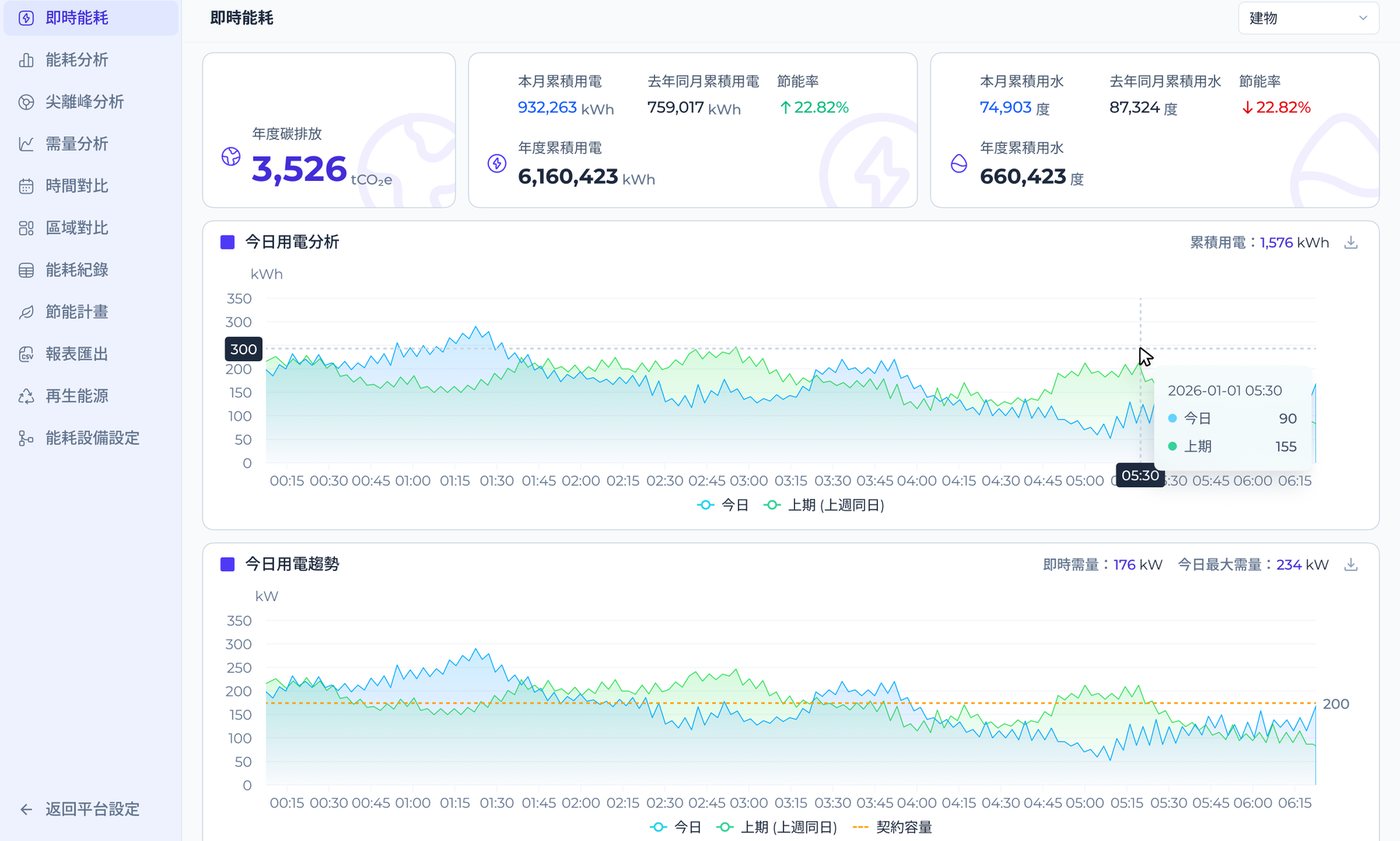 即時能耗
能耗分析
尖離峰分析
需量分析
時間對比
區域對比
能耗紀錄
節能計畫
CSV 報表匯出
再生能源
能耗設備設定
返回平台設定
即時能耗
建物
年度碳排放
3,526 tCO₂e
本月累積用電 去年同月累積用電 節能率
932,263 kWh 759,017 kWh ↑22.82%
年度累積用電
6,160,423 kWh
本月累積用水 去年同月累積用水 節能率
74,903 度 87,324 度 ↓22.82%
年度累積用水
660,423 度
今日用電分析 累積用電：1,576 kWh
kWh
350
300
300
200
150
100
50
0
2026-01-01 05:30
今日 90
上期 155
00:15 00:30 00:45 01:00 01:15 01:30 01:45 02:00 02:15 02:30 02:45 03:00 03:15 03:30 03:45 04:00 04:15 04:30 04:45 05:00 05:30 :30 05:45 06:00 06:15
今日 上期 (上週同日)
今日用電趨勢 即時需量：176 kW 今日最大需量：234 kW
kW
350
300
250
200
150
100
50
0
200
00:15 00:30 00:45 01:00 01:15 01:30 01:45 02:00 02:15 02:30 02:45 03:00 03:15 03:30 03:45 04:00 04:15 04:30 04:45 05:00 05:15 05:30 05:45 06:00 06:15
今日 上期 (上週同日) 契約容量